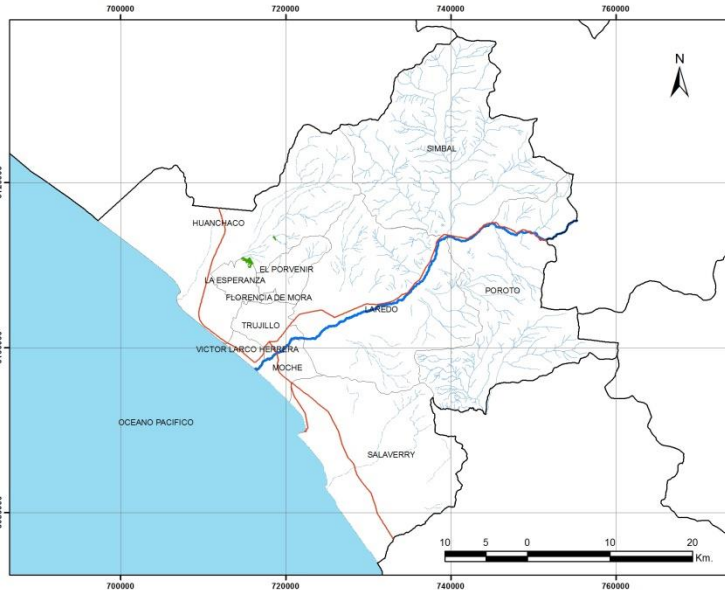 700000 720000 740000 760000
N
SIMBAL
HUANCHACO
EL PORVENIR
LA ESPERANZA
POROTO
FLORENCIA DE MORA
LAREDO
TRUJILLO
VICTOR LARCO HERRERA
MOCHE
OCEANO PACIFICO
SALAVERRY
10 5 0 10 20
Km.
700000 720000 740000 760000